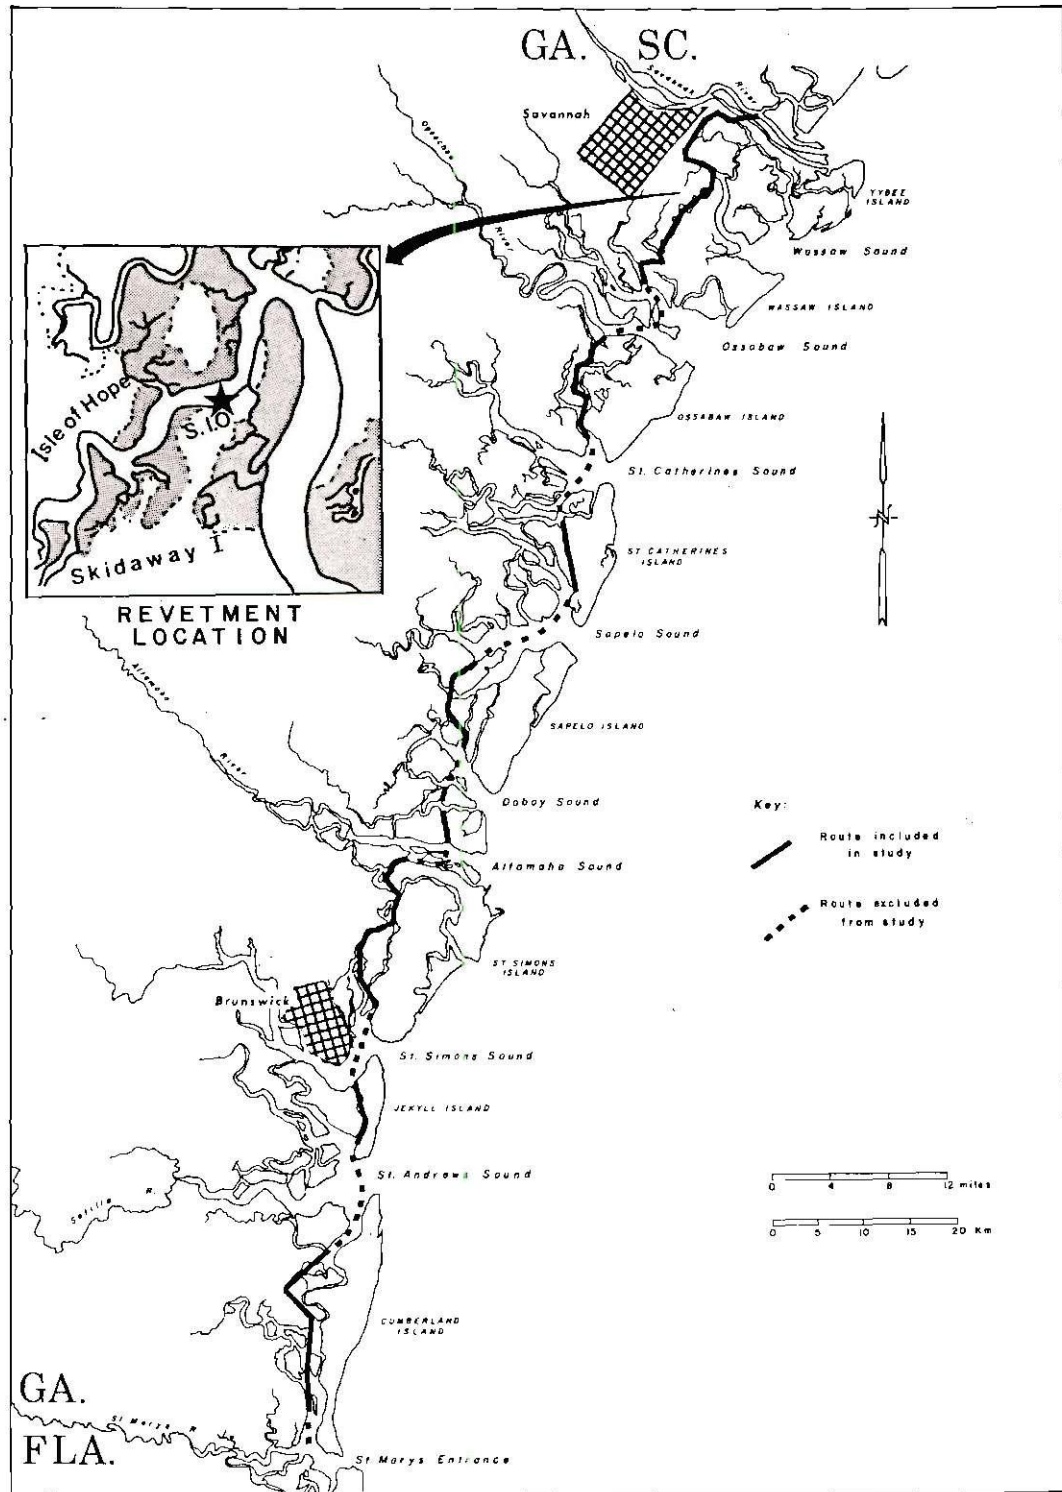 GA. SC.
Savannah River
Savannah
Ogeechee River
TYBEE
ISLAND
Wassaw Sound
WASSAW ISLAND
Ossabaw Sound
OSSABAW ISLAND
St. Catherines Sound
ST CATHERINES
ISLAND
Isle of Hope
S.I.O.
Skidaway I
REVETMENT
LOCATION
Sapelo Sound
Altamaha River
SAPELO ISLAND
Doboy Sound
Key:
Route included
in study
Altamaha Sound
Route excluded
from study
ST SIMONS
ISLAND
Brunswick
St. Simons Sound
JEKYLL ISLAND
St. Andrews Sound
Satilla R.
0 4 8 12 miles
0 5 10 15 20 Km
CUMBERLAND
ISLAND
GA.
St Marys R.
FLA.
St Marys Entrance